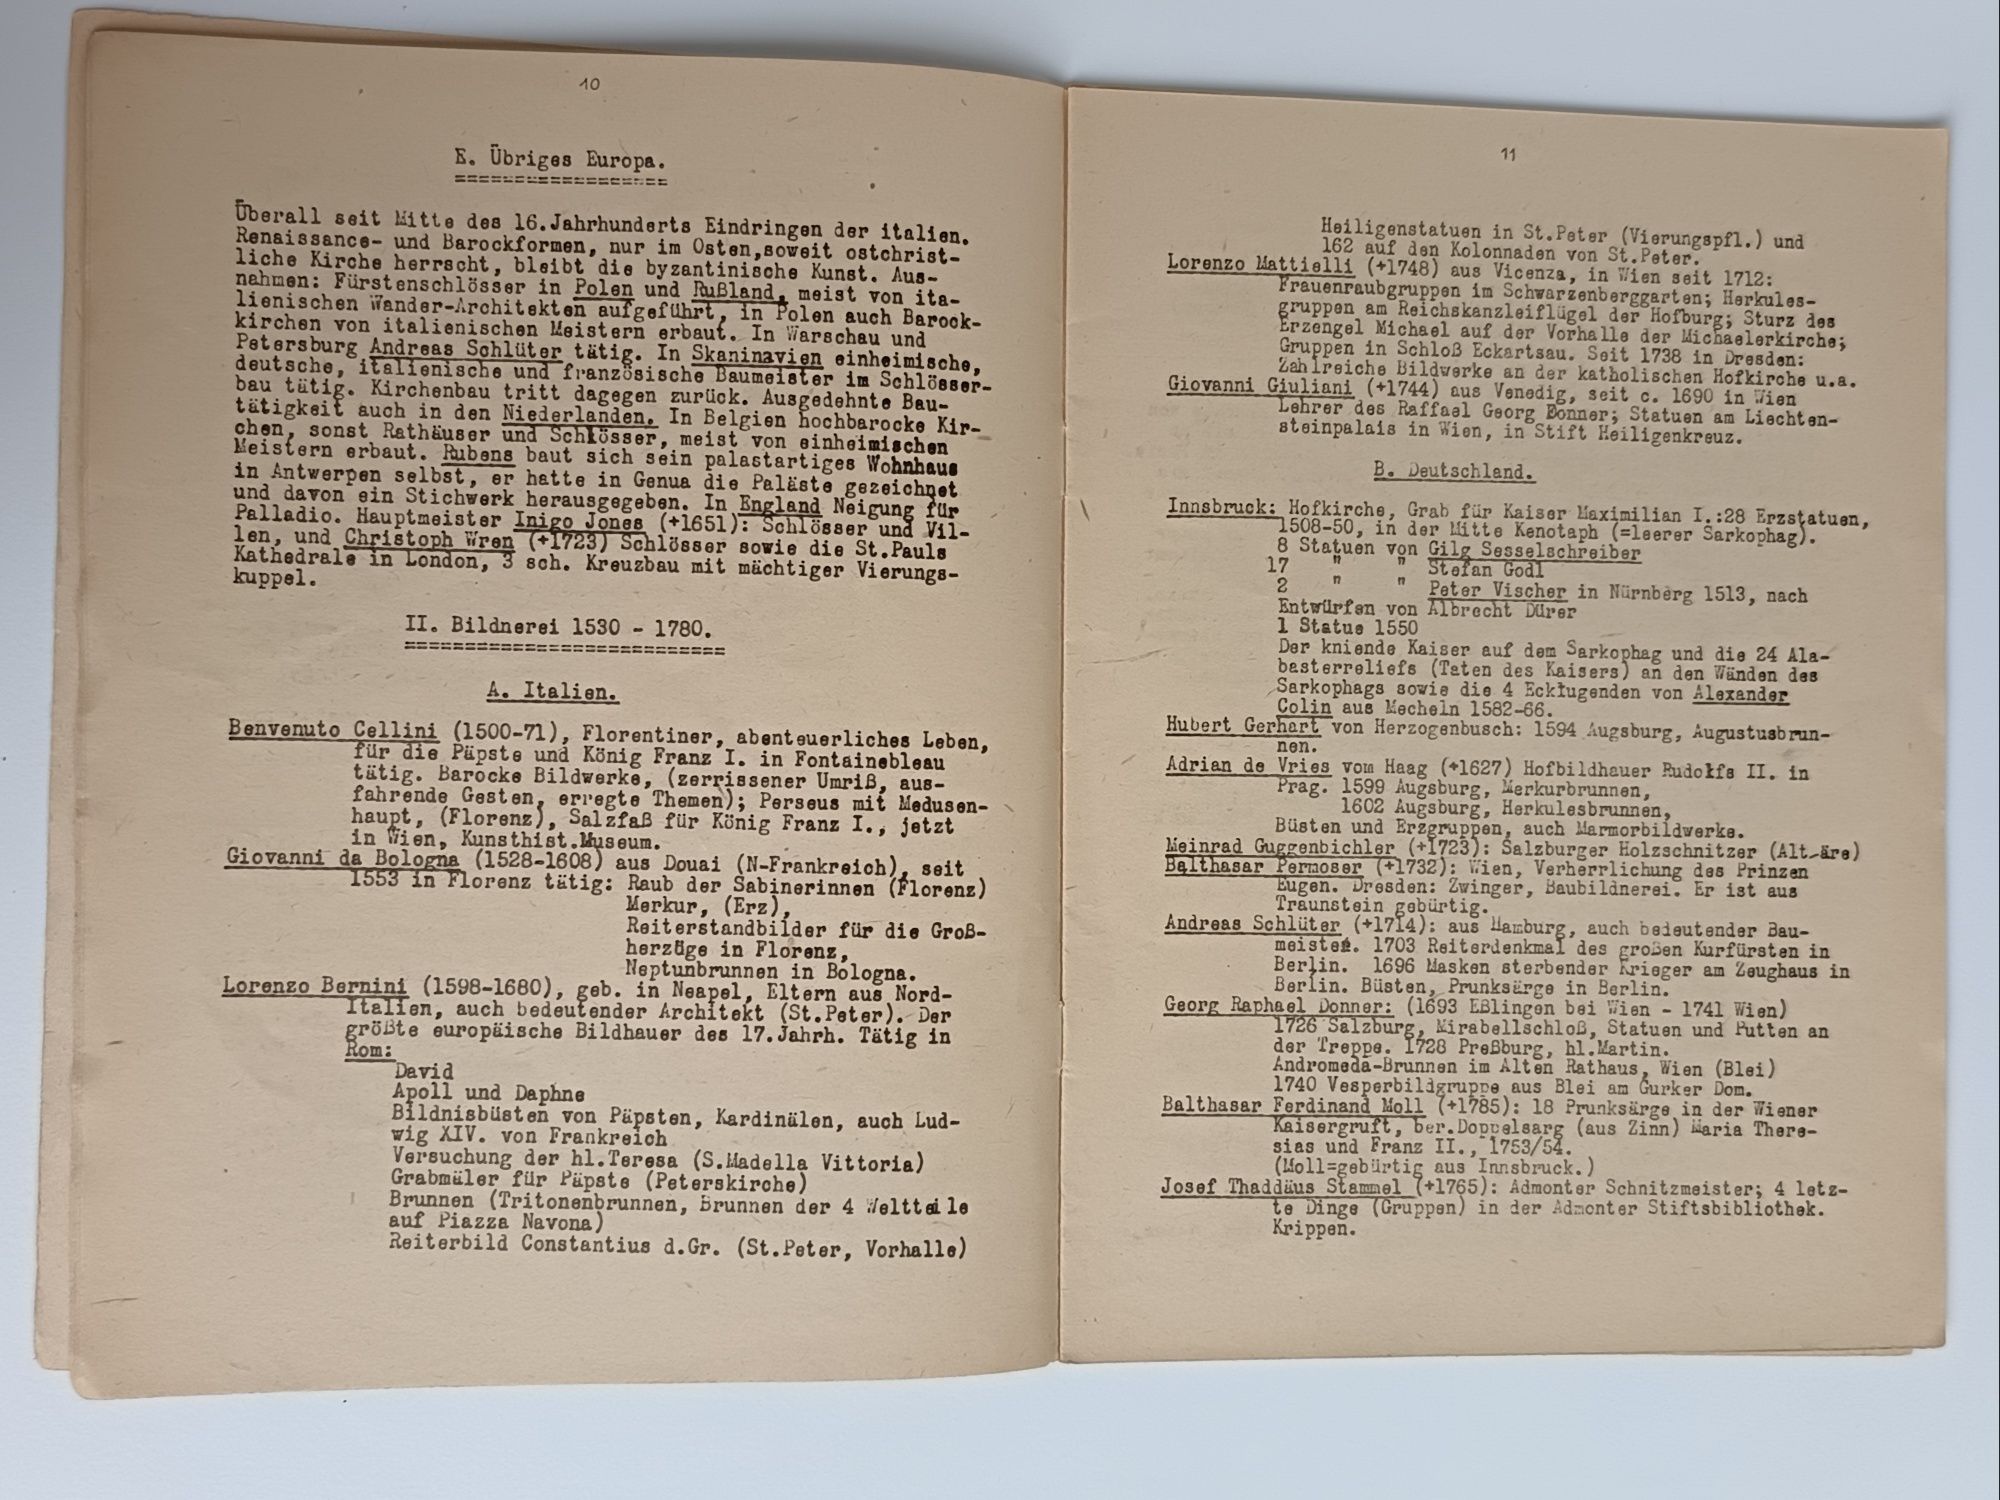 10
E. Übriges Europa.
===================
Überall seit Mitte des 16.Jahrhunderts Eindringen der italien.
Renaissance- und Barockformen, nur im Osten,soweit ostchrist-
liche Kirche herrscht, bleibt die byzantinische Kunst. Aus-
nahmen: Fürstenschlösser in Polen und Rußland, meist von ita-
lienischen Wander-Architekten aufgeführt, in Polen auch Barock-
kirchen von italienischen Meistern erbaut. In Warschau und
Petersburg Andreas Schlüter tätig. In Skaninavien einheimische,
deutsche, italienische und französische Baumeister im Schlösser-
bau tätig. Kirchenbau tritt dagegen zurück. Ausgedehnte Bau-
tätigkeit auch in den Niederlanden. In Belgien hochbarocke Kir-
chen, sonst Rathäuser und Schlösser, meist von einheimischen
Meistern erbaut. Rubens baut sich sein palastartiges Wohnhaus
in Antwerpen selbst, er hatte in Genua die Paläste gezeichnet
und davon ein Stichwerk herausgegeben. In England Neigung für
Palladio. Hauptmeister Inigo Jones (+1651): Schlösser und Vil-
len, und Christoph Wren (+1723) Schlösser sowie die St.Pauls
Kathedrale in London, 3 sch. Kreuzbau mit mächtiger Vierungs-
kuppel.
II. Bildnerei 1530 - 1780.
===========================
A. Italien.
Benvenuto Cellini (1500-71), Florentiner, abenteuerliches Leben,
für die Päpste und König Franz I. in Fontainebleau
tätig. Barocke Bildwerke, (zerrissener Umriß, aus-
fahrende Gesten, erregte Themen); Perseus mit Medusen-
haupt, (Florenz), Salzfaß für König Franz I., jetzt
in Wien, Kunsthist.Museum.
Giovanni da Bologna (1528-1608) aus Douai (N-Frankreich), seit
1553 in Florenz tätig: Raub der Sabinerinnen (Florenz)
Merkur, (Erz),
Reiterstandbilder für die Groß-
herzöge in Florenz,
Neptunbrunnen in Bologna.
Lorenzo Bernini (1598-1680), geb. in Neapel, Eltern aus Nord-
Italien, auch bedeutender Architekt (St.Peter). Der
größte europäische Bildhauer des 17.Jahrh. Tätig in
Rom:
David
Apoll und Daphne
Bildnisbüsten von Päpsten, Kardinälen, auch Lud-
wig XIV. von Frankreich
Versuchung der hl.Teresa (S.Madella Vittoria)
Grabmäler für Päpste (Peterskirche)
Brunnen (Tritonenbrunnen, Brunnen der 4 Weltteile
auf Piazza Navona)
Reiterbild Constantius d.Gr. (St.Peter, Vorhalle)
11
Heiligenstatuen in St.Peter (Vierungspfl.) und
162 auf den Kolonnaden von St.Peter.
Lorenzo Mattielli (+1748) aus Vicenza, in Wien seit 1712:
Frauenraubgruppen im Schwarzenberggarten; Herkules-
gruppen am Reichskanzleiflügel der Hofburg; Sturz des
Erzengel Michael auf der Vorhalle der Michaelerkirche;
Gruppen in Schloß Eckartsau. Seit 1738 in Dresden:
Zahlreiche Bildwerke an der katholischen Hofkirche u.a.
Giovanni Giuliani (+1744) aus Venedig, seit c. 1690 in Wien
Lehrer des Raffael Georg Donner; Statuen am Liechten-
steinpalais in Wien, in Stift Heiligenkreuz.
B. Deutschland.
Innsbruck: Hofkirche, Grab für Kaiser Maximilian I.:28 Erzstatuen,
1508-50, in der Mitte Kenotaph (=leerer Sarkophag).
8 Statuen von Gilg Sesselschreiber
17 " " Stefan Godl
2 " " Peter Vischer in Nürnberg 1513, nach
Entwürfen von Albrecht Dürer
1 Statue 1550
Der kniende Kaiser auf dem Sarkophag und die 24 Ala-
basterreliefs (Taten des Kaisers) an den Wänden des
Sarkophags sowie die 4 Ecktugenden von Alexander
Colin aus Mecheln 1582-66.
Hubert Gerhart von Herzogenbusch: 1594 Augsburg, Augustusbrun-
nen.
Adrian de Vries vom Haag (+1627) Hofbildhauer Rudolfs II. in
Prag. 1599 Augsburg, Merkurbrunnen,
1602 Augsburg, Herkulesbrunnen,
Büsten und Erzgruppen, auch Marmorbildwerke.
Meinrad Guggenbichler (+1723): Salzburger Holzschnitzer (Altäre)
Balthasar Permoser (+1732): Wien, Verherrlichung des Prinzen
Eugen. Dresden: Zwinger, Baubildnerei. Er ist aus
Traunstein gebürtig.
Andreas Schlüter (+1714): aus Hamburg, auch bedeutender Bau-
meister. 1703 Reiterdenkmal des großen Kurfürsten in
Berlin. 1696 Masken sterbender Krieger am Zeughaus in
Berlin. Büsten, Prunksärge in Berlin.
Georg Raphael Donner: (1693 Eßlingen bei Wien - 1741 Wien)
1726 Salzburg, Mirabellschloß, Statuen und Putten an
der Treppe. 1728 Preßburg, hl.Martin.
Andromeda-Brunnen im Alten Rathaus, Wien (Blei)
1740 Vesperbildgruppe aus Blei am Gurker Dom.
Balthasar Ferdinand Moll (+1785): 18 Prunksärge in der Wiener
Kaisergruft, ber.Doppelsarg (aus Zinn) Maria There-
sias und Franz II., 1753/54.
(Moll=gebürtig aus Innsbruck.)
Josef Thaddäus Stammel (+1765): Admonter Schnitzmeister; 4 letz-
te Dinge (Gruppen) in der Admonter Stiftsbibliothek.
Krippen.